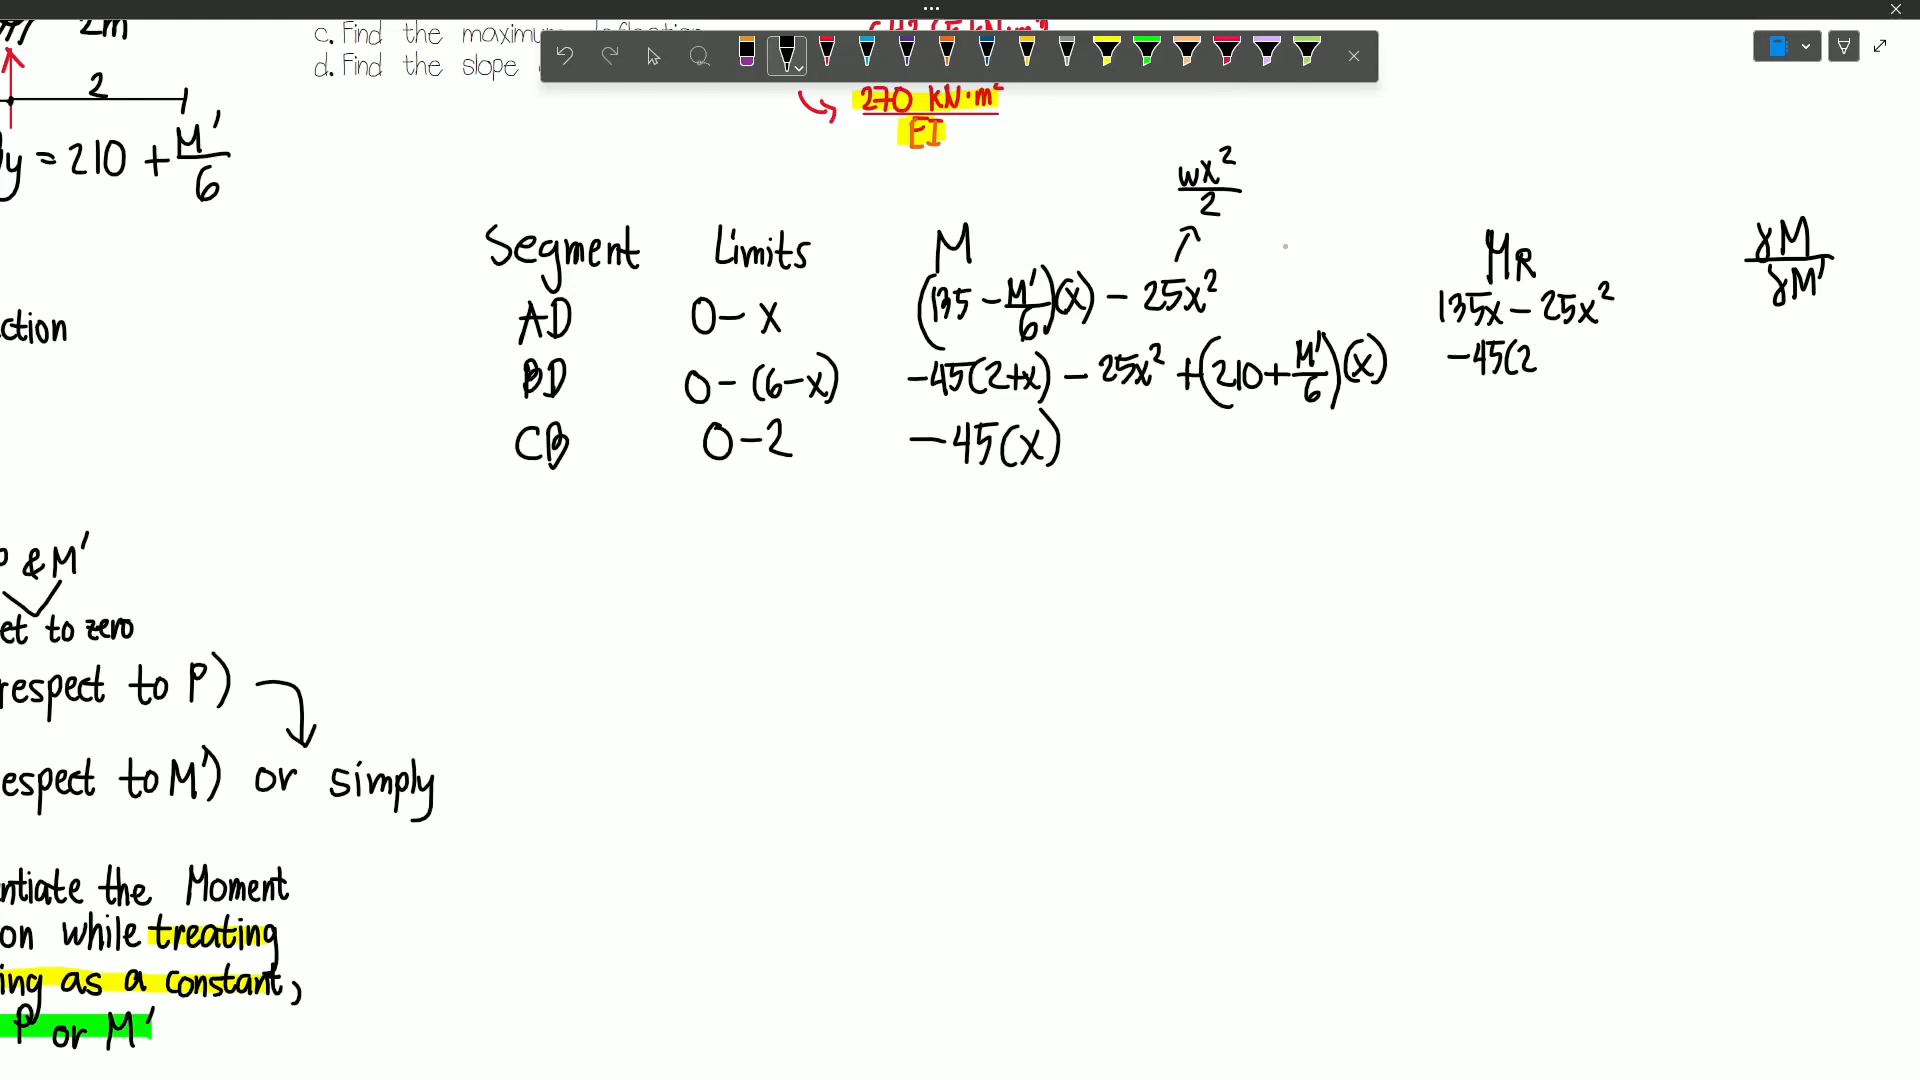 2m
c. Find the maximum
d. Find the slope
2
270 kN·m²
EI
y = 210 + M'/6
wx²/2
Segment Limits M MR γM/γM'
AD 0 - x (135 - M'/6)(x) - 25x² 135x - 25x²
BD 0 - (6-x) -45(2+x) - 25x² + (210 + M'/6)(x) -45(2
CB 0 - 2 -45(x)
ction
& M'
et to zero
respect to P)
espect to M') or simply
ntiate the Moment
on while treating
ing as a constant,
P or M'